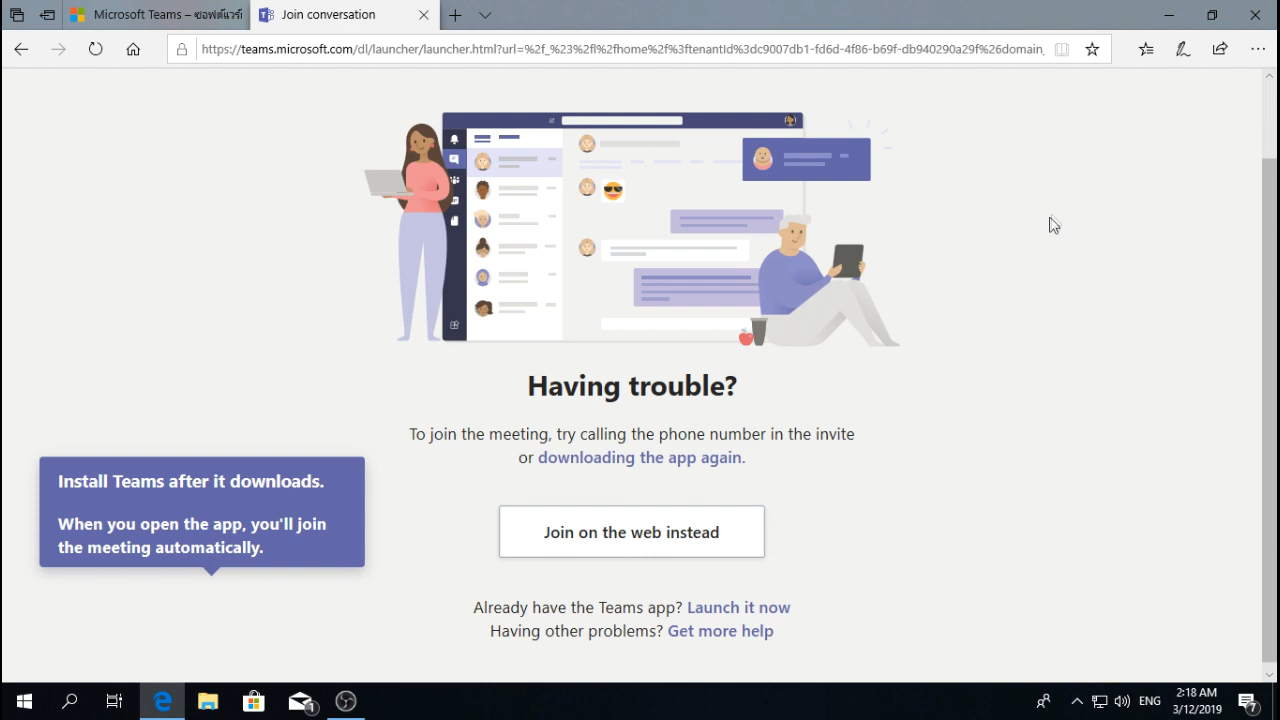 Microsoft Teams – ซอฟต์แวร์
Join conversation
https://teams.microsoft.com/dl/launcher/launcher.html?url=%2f_%23%2fl%2fhome%2f%3ftenantId%3dc9007db1-fd6d-4f86-b69f-db940290a29f%26domain_
Having trouble?
To join the meeting, try calling the phone number in the invite
or downloading the app again.
Install Teams after it downloads.
When you open the app, you'll join
the meeting automatically.
Join on the web instead
Already have the Teams app? Launch it now
Having other problems? Get more help
1
ENG
2:18 AM
3/12/2019
7